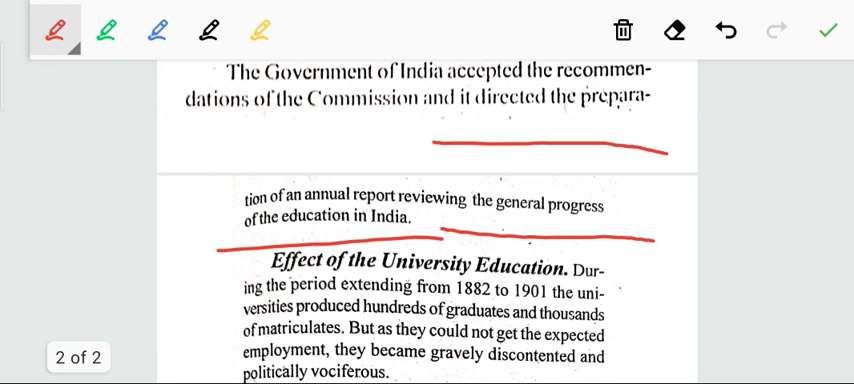 The Government of India accepted the recommen-
dations of the Commission and it directed the prepara-
tion of an annual report reviewing the general progress
of the education in India.
Effect of the University Education. Dur-
ing the period extending from 1882 to 1901 the uni-
versities produced hundreds of graduates and thousands
of matriculates. But as they could not get the expected
employment, they became gravely discontented and
politically vociferous.
2 of 2